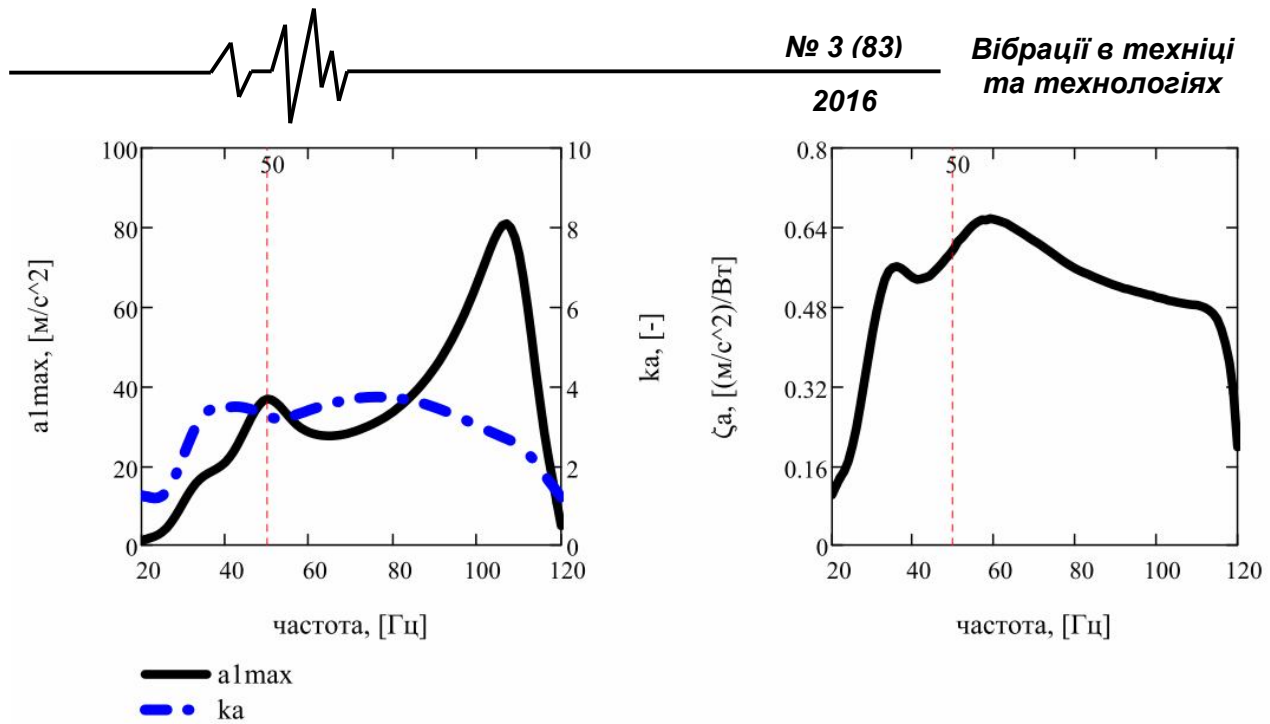 № 3 (83)
2016
Вібрації в техніці
та технологіях
100
80
60
40
20
0
10
8
6
4
2
0
50
20 40 60 80 100 120
a1max, [м/с^2]
ka, [-]
частота, [Гц]
a1max
ka
0.8
0.64
0.48
0.32
0.16
0
50
20 40 60 80 100 120
ζa, [(м/с^2)/Вт]
частота, [Гц]